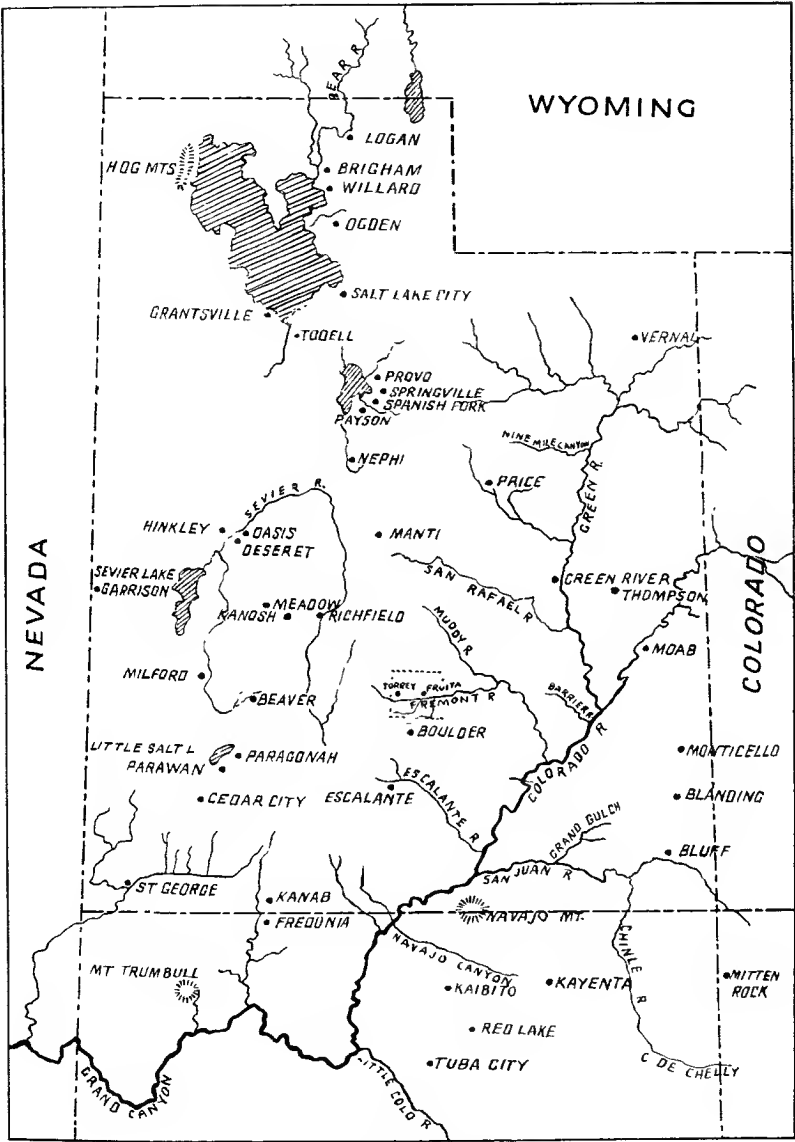 BEAR R.
WYOMING
LOGAN
HOG MTS
BRIGHAM
WILLARD
OGDEN
SALT LAKE CITY
GRANTSVILLE
TOOELL
VERNAL
PROVO
SPRINGVILLE
SPANISH FORK
PAYSON
NINE MILE CANYON
NEPHI
PRICE
GREEN R.
SEVIER R.
HINKLEY
OASIS
DESERET
MANTI
NEVADA
COLORADO
SEVIER LAKE
GARRISON
SAN RAFAEL R
GREEN RIVER
THOMPSON
MEADOW
KANOSH
RICHFIELD
MUDDY R
MOAB
MILFORD
BEAVER
TORREY
FRUITA
FREMONT R
BARRIER R
BOULDER
COLORADO R
LITTLE SALT L
PARAGONAH
PARAWAN
MONTICELLO
CEDAR CITY
ESCALANTE
ESCALANTE R
BLANDING
GRAND GULCH
BLUFF
ST GEORGE
SAN JUAN R
KANAB
FREDONIA
NAVAJO MT.
NAVAJO CANYON
CHINLE R
MT TRUMBULL
KAIBITO
KAYENTA
MITTEN
ROCK
RED LAKE
TUBA CITY
C DE CHELLY
GRAND CANYON
LITTLE COLO R